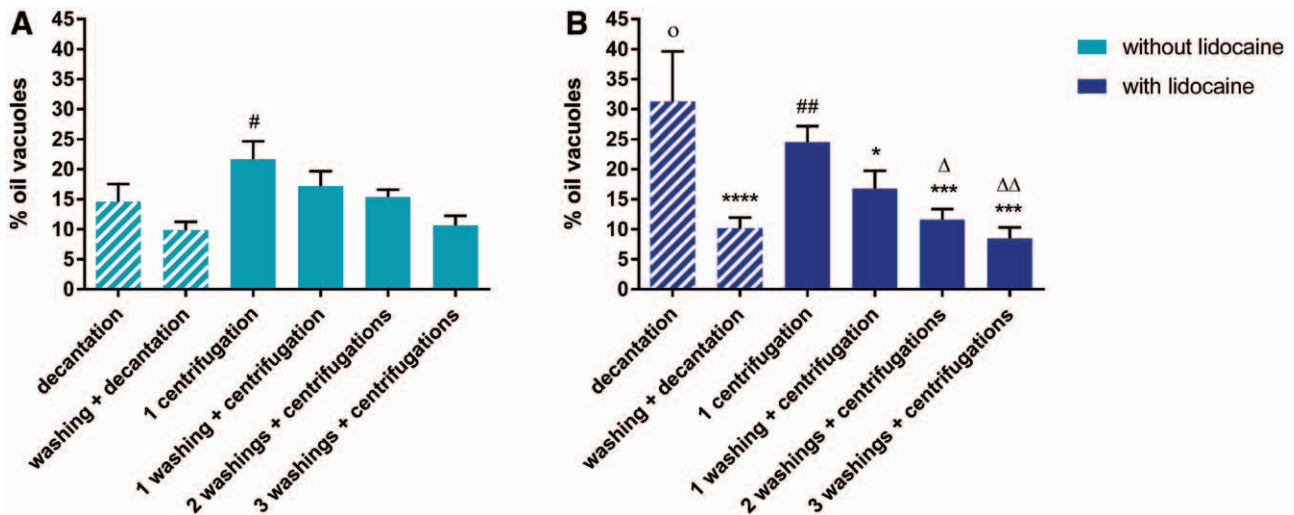 A
% oil vacuoles
45
40
35
30
25
20
15
10
5
0
#
decantation
washing + decantation
1 centrifugation
1 washing + centrifugation
2 washings + centrifugations
3 washings + centrifugations
B
% oil vacuoles
45
40
35
30
25
20
15
10
5
0
o
****
##
*
Δ
***
ΔΔ
***
decantation
washing + decantation
1 centrifugation
1 washing + centrifugation
2 washings + centrifugations
3 washings + centrifugations
without lidocaine
with lidocaine